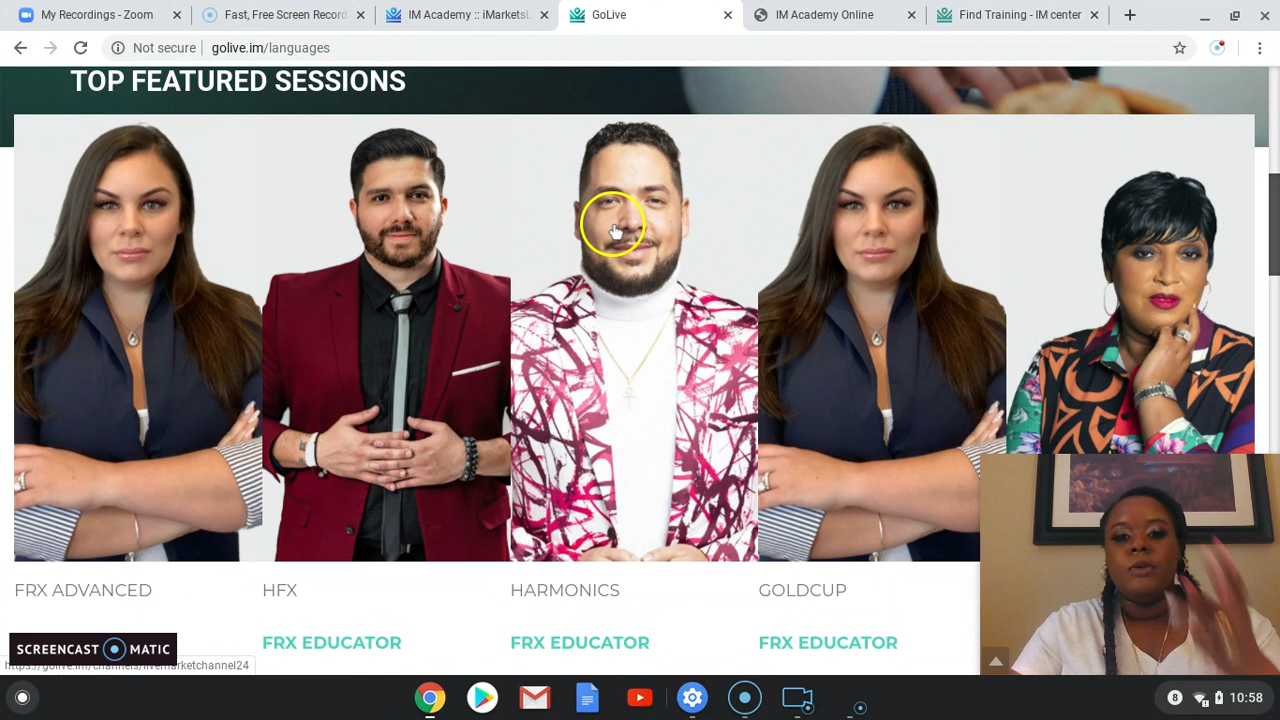 My Recordings - Zoom
Fast, Free Screen Record
IM Academy :: iMarketsL
GoLive
IM Academy Online
Find Training - IM center
Not secure
golive.im/languages
TOP FEATURED SESSIONS
FRX ADVANCED
HFX
HARMONICS
GOLDCUP
FRX EDUCATOR
FRX EDUCATOR
FRX EDUCATOR
SCREENCAST MATIC
https://golive.im/channels/livemarketchannel24
8
10:58